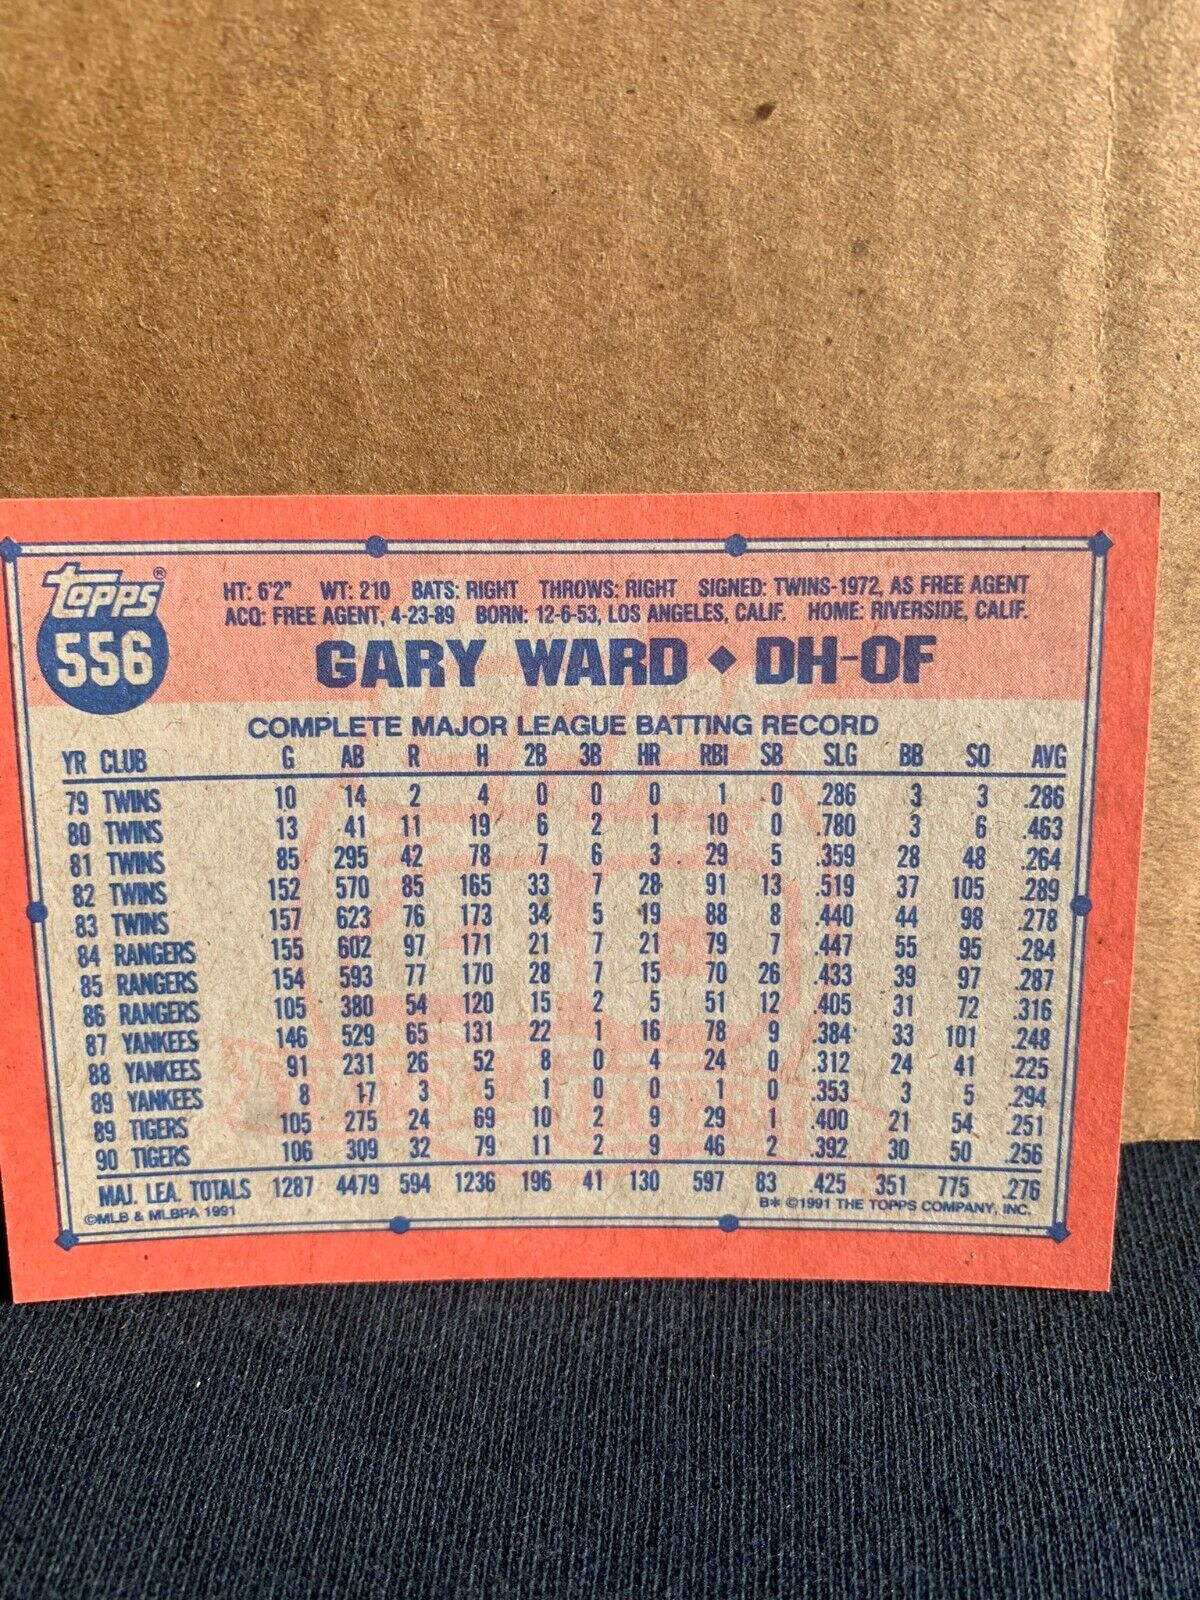 topps®
556
HT: 6'2" WT: 210 BATS: RIGHT THROWS: RIGHT SIGNED: TWINS-1972, AS FREE AGENT
ACQ: FREE AGENT, 4-23-89 BORN: 12-6-53, LOS ANGELES, CALIF. HOME: RIVERSIDE, CALIF.
GARY WARD ◆ DH-OF
COMPLETE MAJOR LEAGUE BATTING RECORD
YR CLUB G AB R H 2B 3B HR RBI SB SLG BB SO AVG
79 TWINS 10 14 2 4 0 0 0 1 0 .286 3 3 .286
80 TWINS 13 41 11 19 6 2 1 10 0 .780 3 6 .463
81 TWINS 85 295 42 78 7 6 3 29 5 .359 28 48 .264
82 TWINS 152 570 85 165 33 7 28 91 13 .519 37 105 .289
83 TWINS 157 623 76 173 34 5 19 88 8 .440 44 98 .278
84 RANGERS 155 602 97 171 21 7 21 79 7 .447 55 95 .284
85 RANGERS 154 593 77 170 28 7 15 70 26 .433 39 97 .287
86 RANGERS 105 380 54 120 15 2 5 51 12 .405 31 72 .316
87 YANKEES 146 529 65 131 22 1 16 78 9 .384 33 101 .248
88 YANKEES 91 231 26 52 8 0 4 24 0 .312 24 41 .225
89 YANKEES 8 17 3 5 1 0 0 1 0 .353 3 5 .294
89 TIGERS 105 275 24 69 10 2 9 29 1 .400 21 54 .251
90 TIGERS 106 309 32 79 11 2 9 46 2 .392 30 50 .256
MAJ. LEA. TOTALS 1287 4479 594 1236 196 41 130 597 83 .425 351 775 .276
©MLB & MLBPA 1991 B* ©1991 THE TOPPS COMPANY, INC.